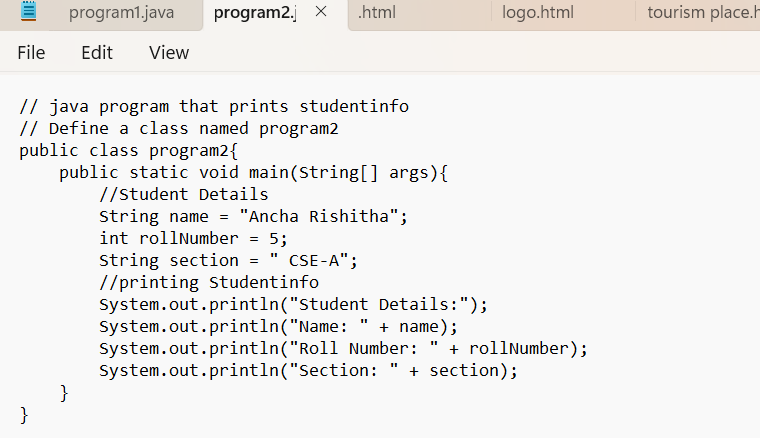 program1.java program2.j .html logo.html tourism place.h
File Edit View
// java program that prints studentinfo
// Define a class named program2
public class program2{
    public static void main(String[] args){
        //Student Details
        String name = "Ancha Rishitha";
        int rollNumber = 5;
        String section = " CSE-A";
        //printing Studentinfo
        System.out.println("Student Details:");
        System.out.println("Name: " + name);
        System.out.println("Roll Number: " + rollNumber);
        System.out.println("Section: " + section);
    }
}